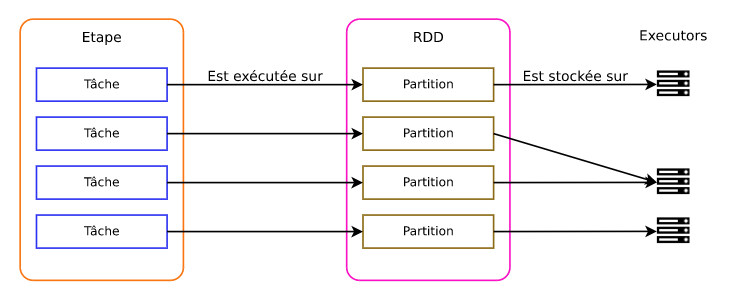 Etape
RDD
Executors
Tâche
Est exécutée sur
Partition
Est stockée sur
Tâche
Partition
Tâche
Partition
Tâche
Partition